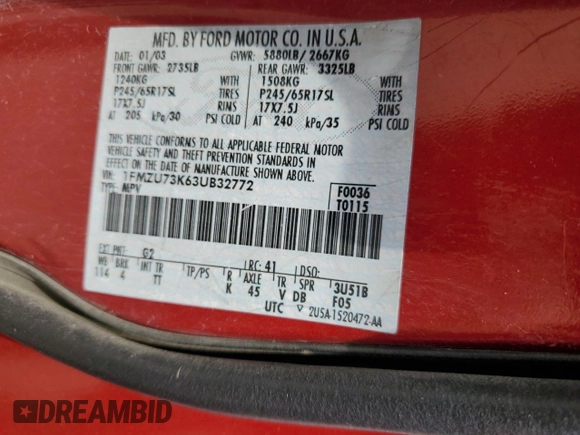 MFD. BY FORD MOTOR CO. IN U.S.A.
DATE: 01/03 GVWR: 5880LB/ 2667KG
FRONT GAWR: 2735LB REAR GAWR: 3325LB
1240KG 1508KG
P245/65R17SL TIRES P245/65R17SL TIRES
17X7.5J RIMS 17X7.5J RIMS
AT 205 kPa/30 PSI COLD AT 240 kPa/35 PSI COLD
THIS VEHICLE CONFORMS TO ALL APPLICABLE FEDERAL MOTOR
VEHICLE SAFETY AND THEFT PREVENTION STANDARDS IN
EFFECT ON THE DATE OF MANUFACTURE SHOWN ABOVE.
VIN: 1FMZU73K63UB32772
TYPE: MPV
F0036
T0115
EXT PNT: G2 RC: 41 DSO:
WB BRK INT TR TP/PS R AXLE TR SPR 3U51B
114 4 TT K 45 V DB F05
UTC ▽ 2USA-1520472-AA
DREAMBID